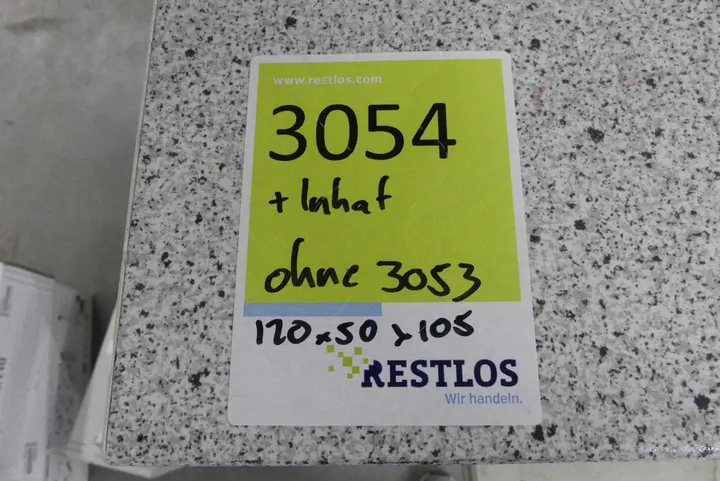 www.restlos.com
3054
+ Inhat
ohne 3053
120x50x105
RESTLOS
Wir handeln.